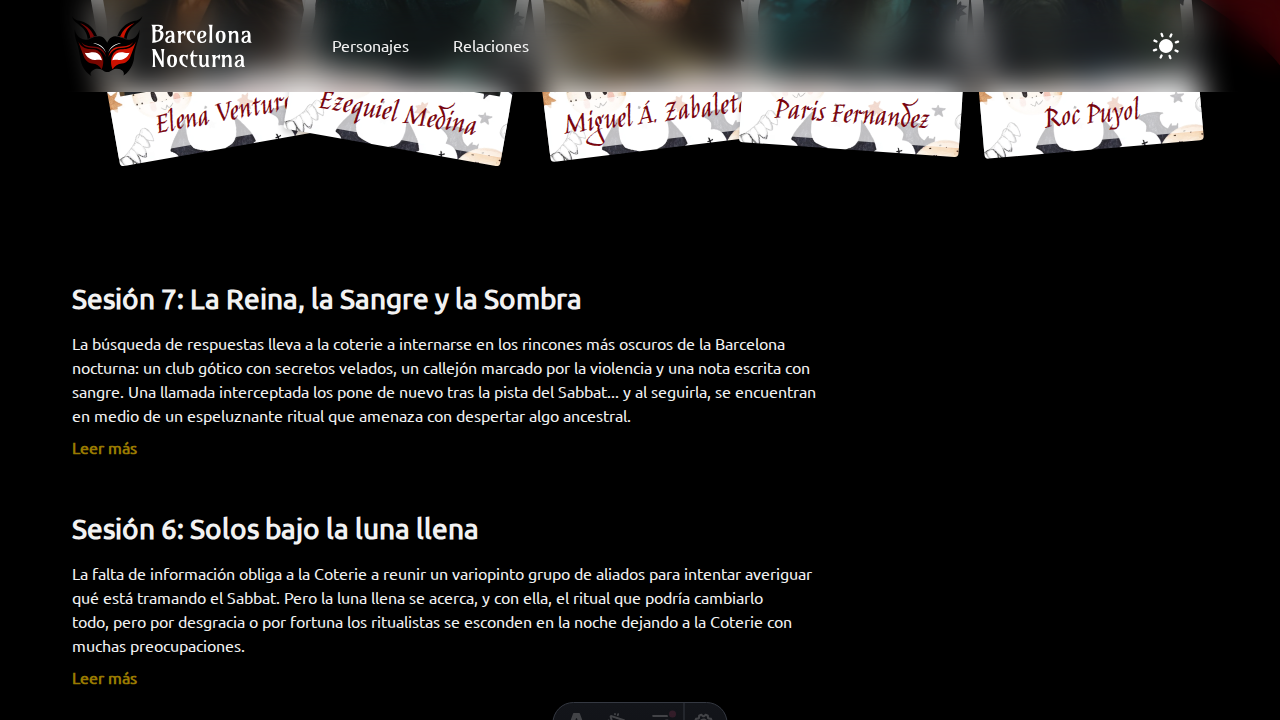 Barcelona
Nocturna
Personajes
Relaciones
Elena Ventura
Ezequiel Medina
Miguel Á. Zabaleta
Paris Fernandez
Roc Puyol
Sesión 7: La Reina, la Sangre y la Sombra
La búsqueda de respuestas lleva a la coterie a internarse en los rincones más oscuros de la Barcelona
nocturna: un club gótico con secretos velados, un callejón marcado por la violencia y una nota escrita con
sangre. Una llamada interceptada los pone de nuevo tras la pista del Sabbat... y al seguirla, se encuentran
en medio de un espeluznante ritual que amenaza con despertar algo ancestral.
Leer más
Sesión 6: Solos bajo la luna llena
La falta de información obliga a la Coterie a reunir un variopinto grupo de aliados para intentar averiguar
qué está tramando el Sabbat. Pero la luna llena se acerca, y con ella, el ritual que podría cambiarlo
todo, pero por desgracia o por fortuna los ritualistas se esconden en la noche dejando a la Coterie con
muchas preocupaciones.
Leer más